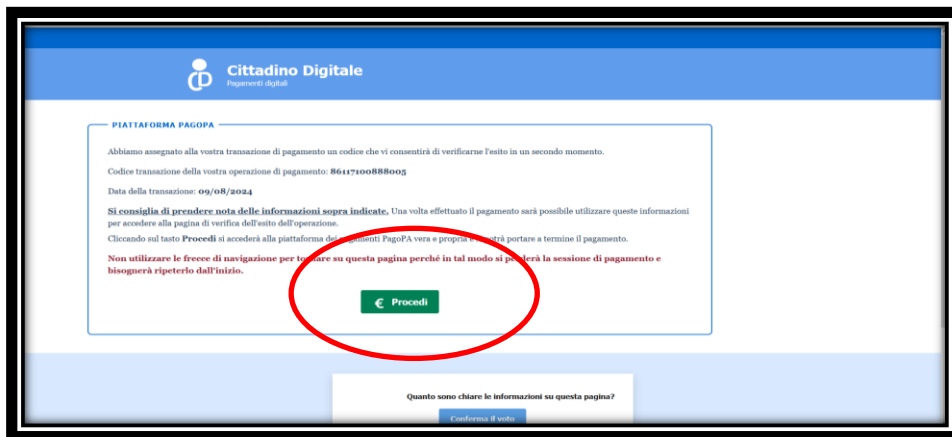 Cittadino Digitale
Pagamenti digitali
PIATTAFORMA PAGOPA
Abbiamo assegnato alla vostra transazione di pagamento un codice che vi consentirà di verificarne l'esito in un secondo momento.
Codice transazione della vostra operazione di pagamento: 86117100888005
Data della transazione: 09/08/2024
Si consiglia di prendere nota delle informazioni sopra indicate. Una volta effettuato il pagamento sarà possibile utilizzare queste informazioni
per accedere alla pagina di verifica dell'esito dell'operazione.
Cliccando sul tasto Procedi si accederà alla piattaforma dei pagamenti PagoPA vera e propria e potrà portare a termine il pagamento.
Non utilizzare le freece di navigazione per tornare su questa pagina perché in tal modo si perderà la sessione di pagamento e
bisognerà ripeterlo dall'inizio.
€ Procedi
Quanto sono chiare le informazioni su questa pagina?
Conferma il voto